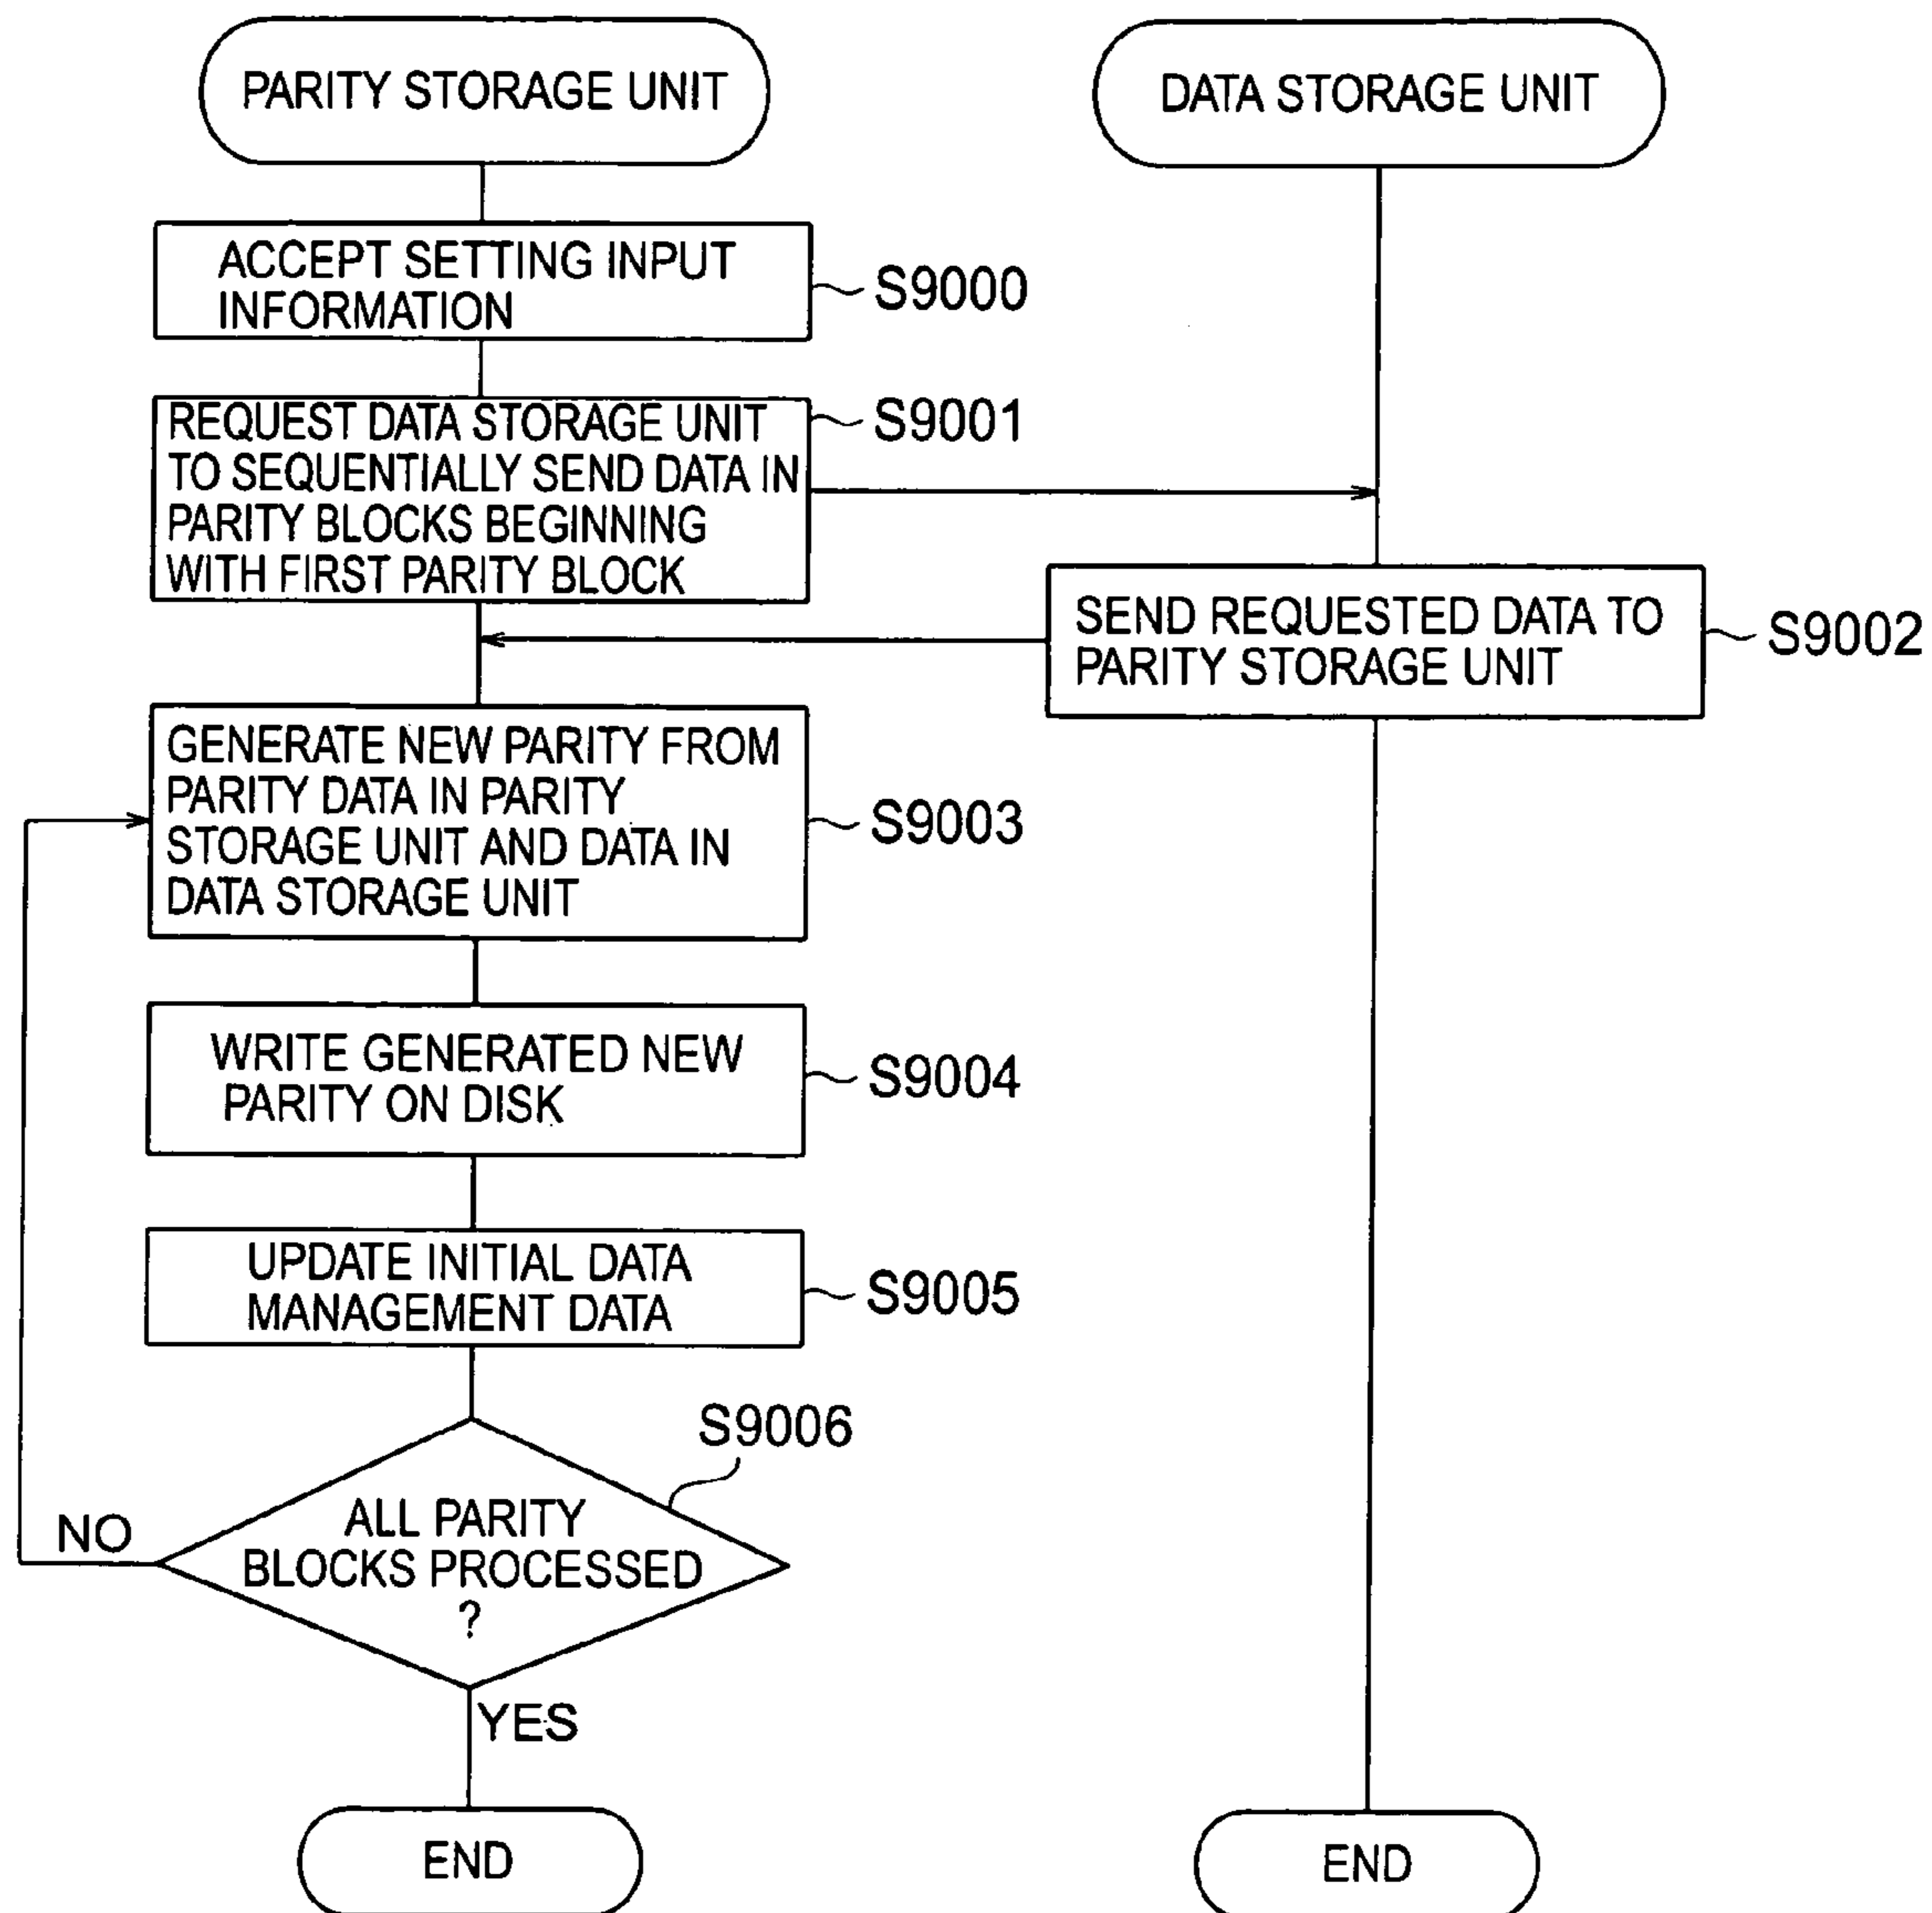 PARITY STORAGE UNIT
DATA STORAGE UNIT
ACCEPT SETTING INPUT
INFORMATION
S9000
REQUEST DATA STORAGE UNIT
TO SEQUENTIALLY SEND DATA IN
PARITY BLOCKS BEGINNING
WITH FIRST PARITY BLOCK
S9001
SEND REQUESTED DATA TO
PARITY STORAGE UNIT
S9002
GENERATE NEW PARITY FROM
PARITY DATA IN PARITY
STORAGE UNIT AND DATA IN
DATA STORAGE UNIT
S9003
WRITE GENERATED NEW
PARITY ON DISK
S9004
UPDATE INITIAL DATA
MANAGEMENT DATA
S9005
S9006
ALL PARITY
BLOCKS PROCESSED
?
NO
YES
END
END